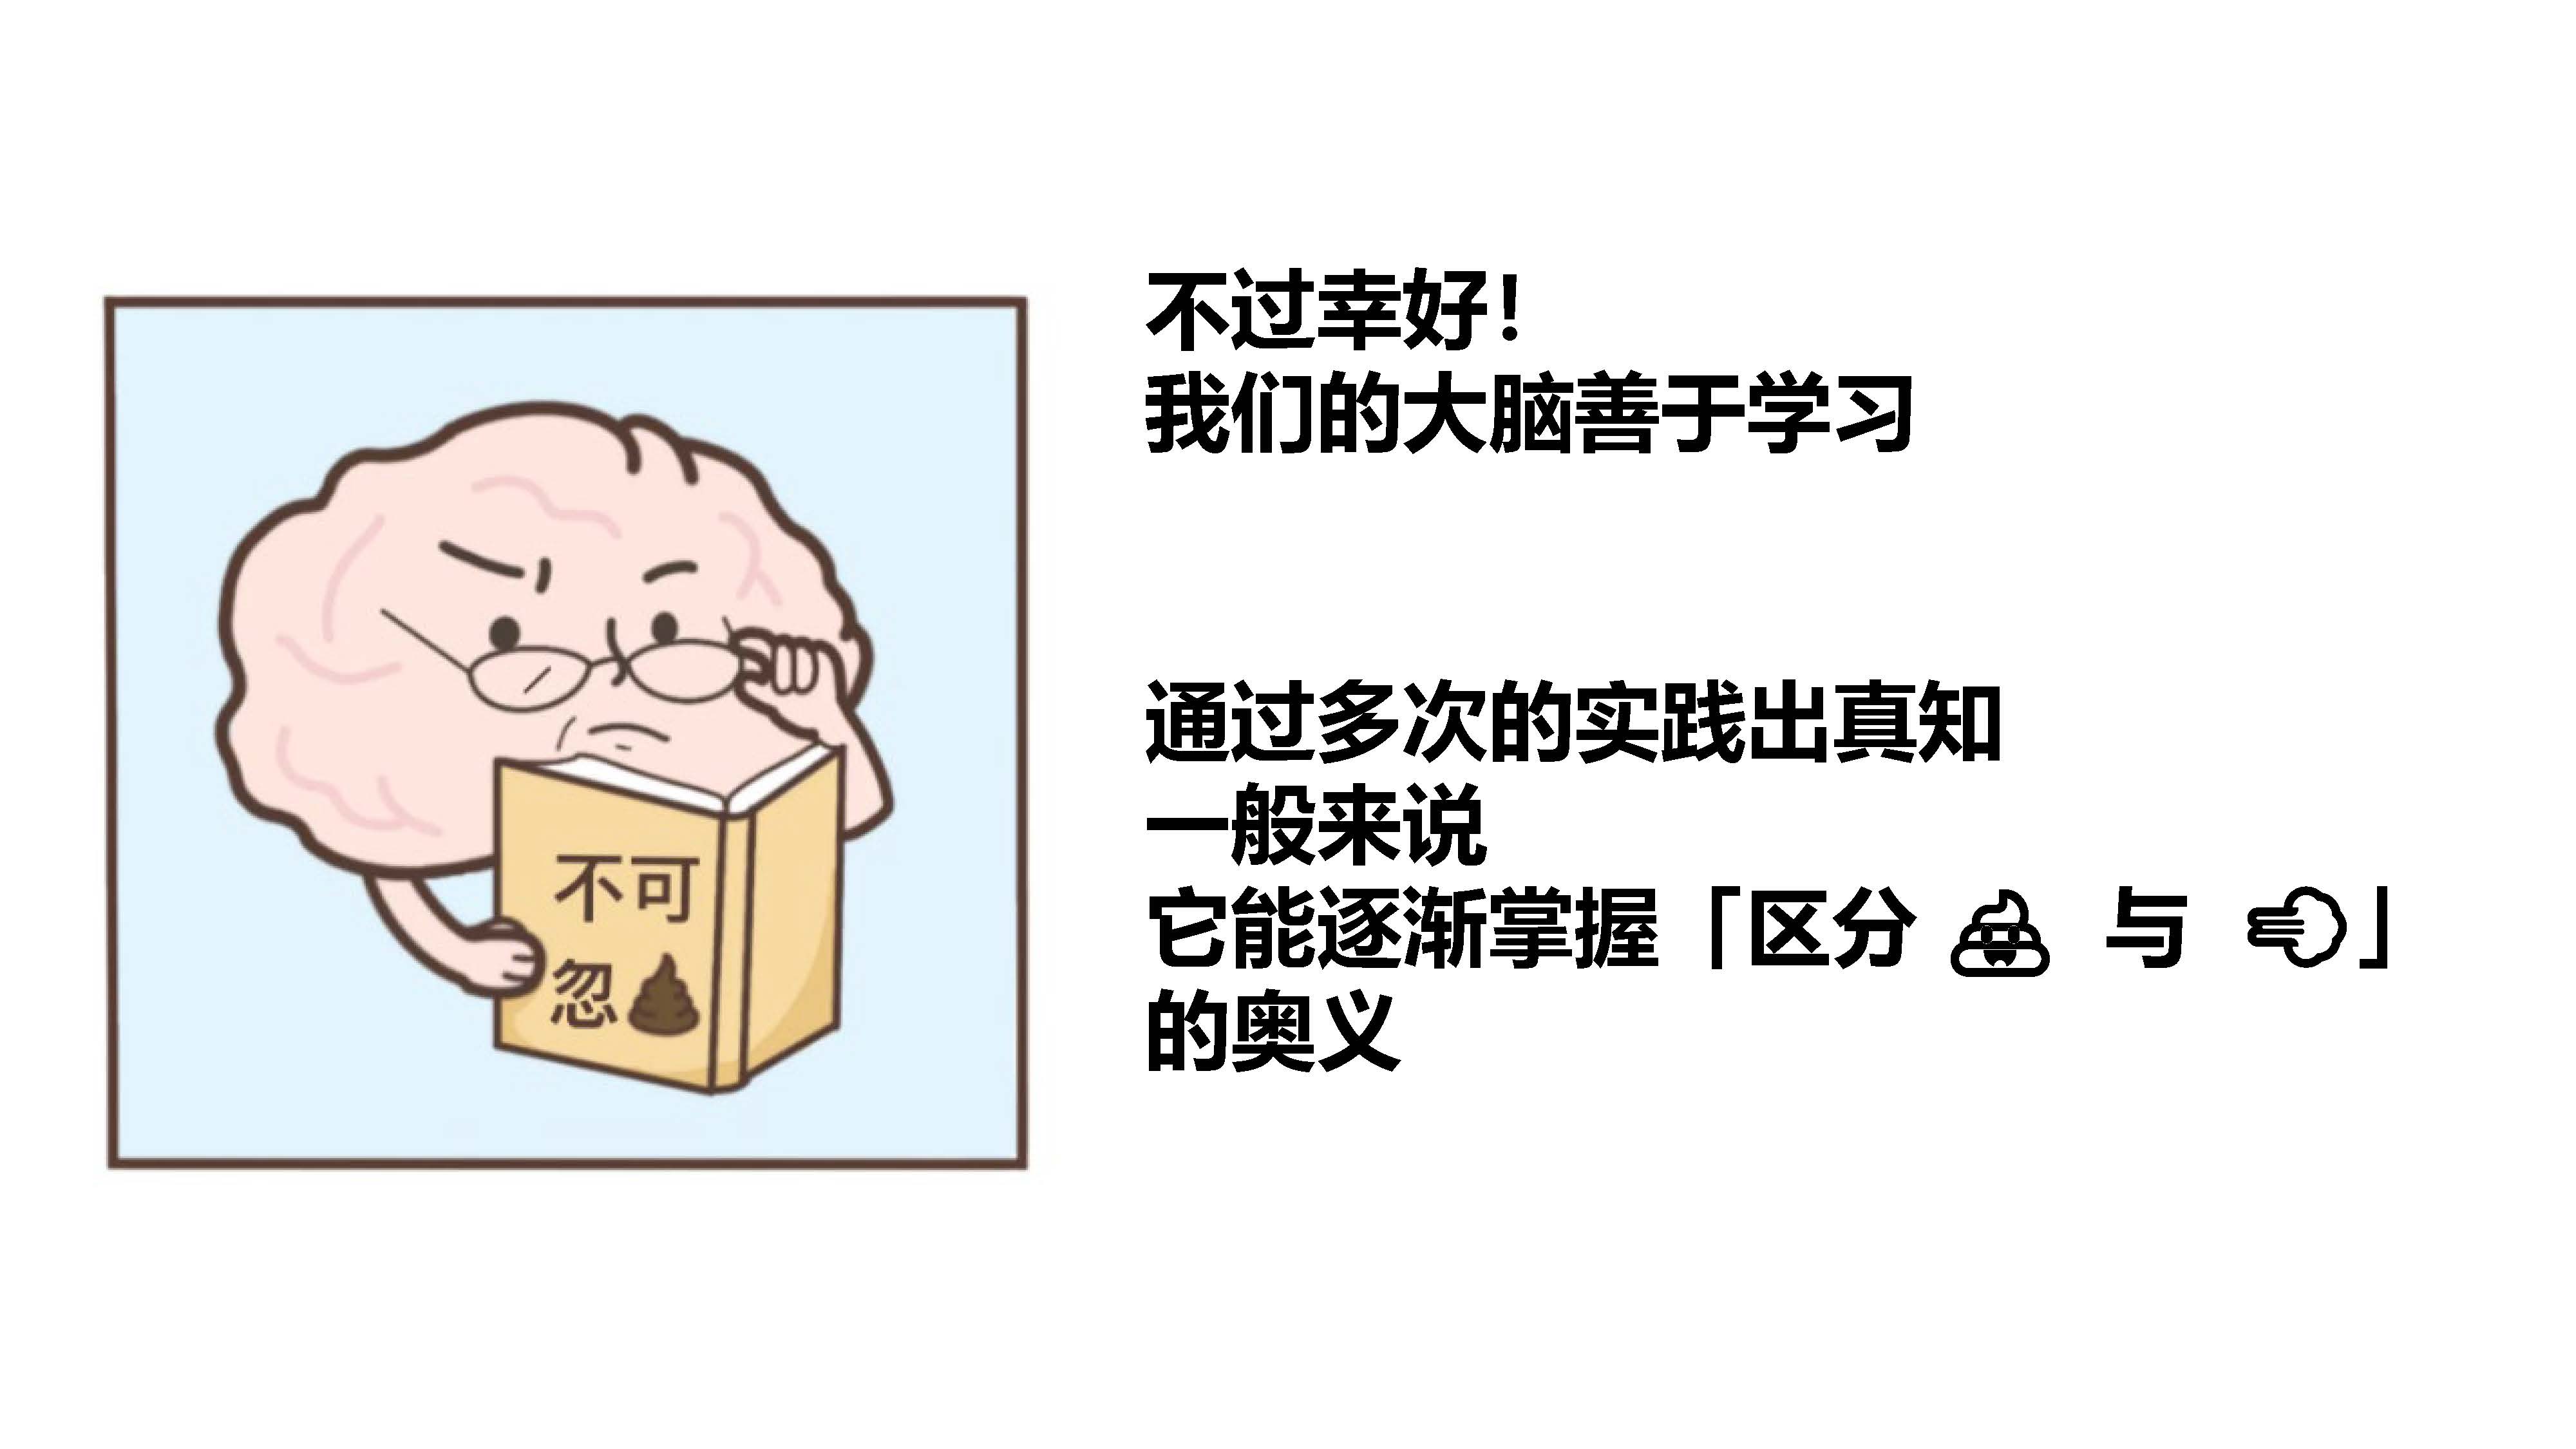 不过幸好！
我们的大脑善于学习
通过多次的实践出真知
一般来说
它能逐渐掌握「区分 💩 与 💨」
的奥义
不可
忽💩